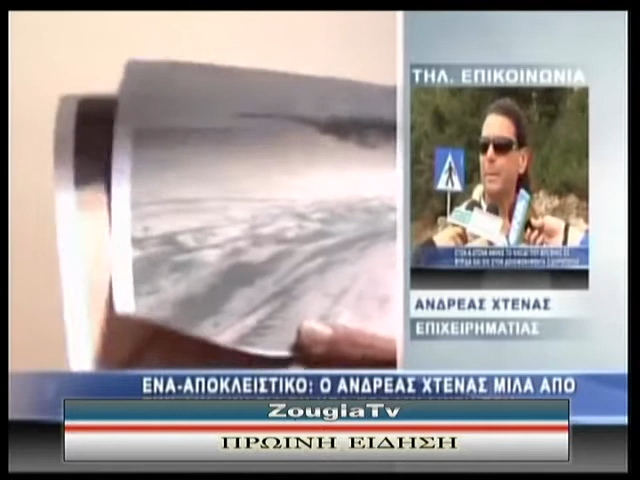 ΤΗΛ. ΕΠΙΚΟΙΝΩΝΙΑ
ΑΝΔΡΕΑΣ ΧΤΕΝΑΣ
ΕΠΙΧΕΙΡΗΜΑΤΙΑΣ
ΕΝΑ-ΑΠΟΚΛΕΙΣΤΙΚΟ: Ο ΑΝΔΡΕΑΣ ΧΤΕΝΑΣ ΜΙΛΑ ΑΠΟ
ZougiaTv
ΠΡΩΙΝΗ ΕΙΔΗΣΗ